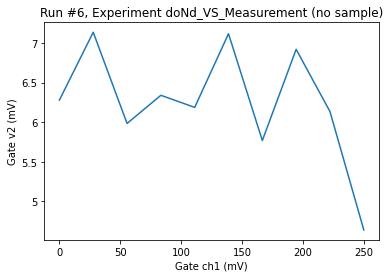 Run #6, Experiment doNd_VS_Measurement (no sample)
7
6.5
6
5.5
5
Gate v2 (mV)
0 50 100 150 200 250
Gate ch1 (mV)